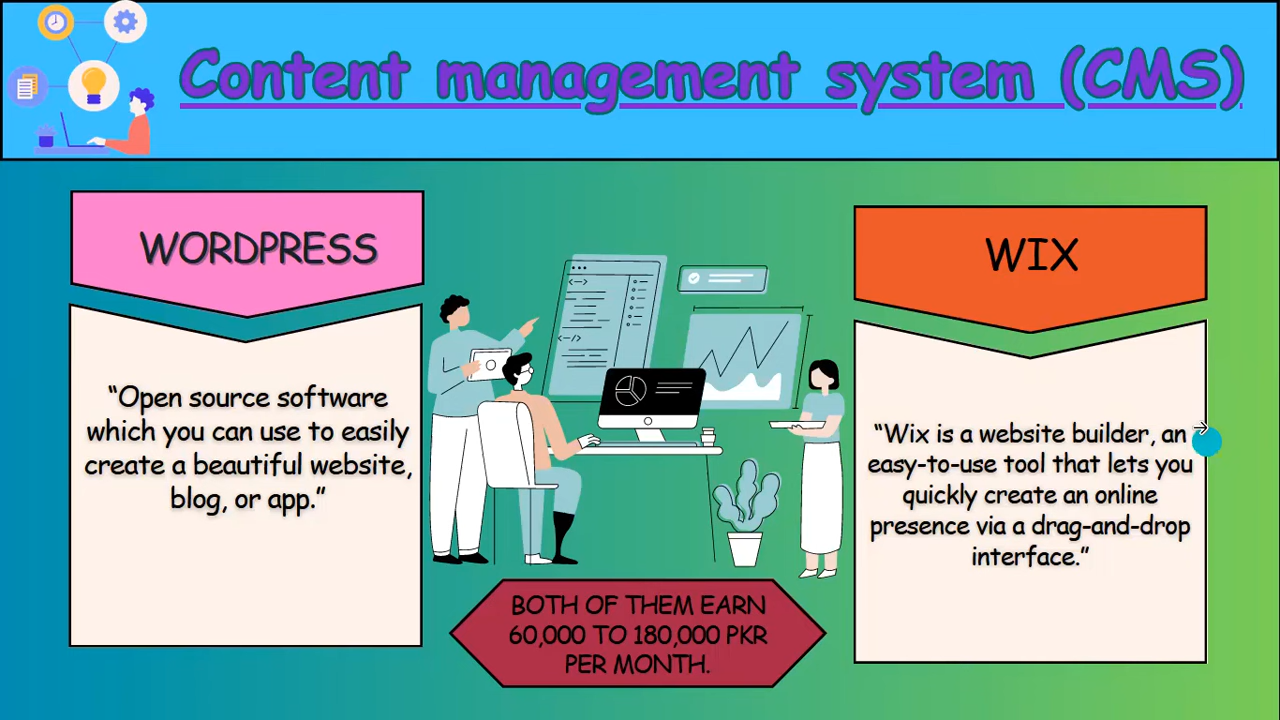 Content management system (CMS)
WORDPRESS
“Open source software
which you can use to easily
create a beautiful website,
blog, or app.”
WIX
“Wix is a website builder, an
easy-to-use tool that lets you
quickly create an online
presence via a drag-and-drop
interface.”
BOTH OF THEM EARN
60,000 TO 180,000 PKR
PER MONTH.